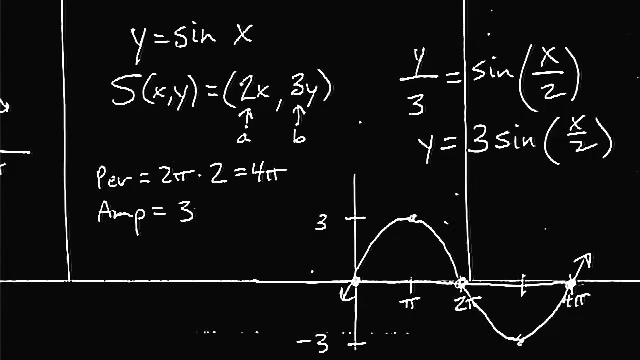 y = sin x
S(x,y) = (2x, 3y)
a b
Per = 2π · 2 = 4π
Amp = 3
y/3 = sin(x/2)
y = 3 sin(x/2)
3
π 2π 4π
-3
π